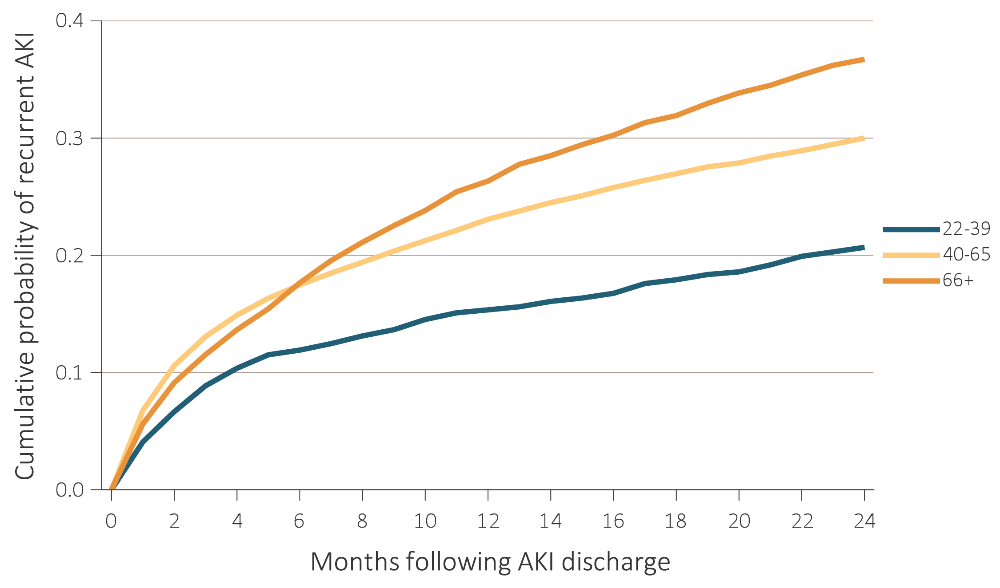 Cumulative probability of recurrent AKI
0.4
0.3
0.2
0.1
0.0
0 2 4 6 8 10 12 14 16 18 20 22 24
Months following AKI discharge
22-39
40-65
66+